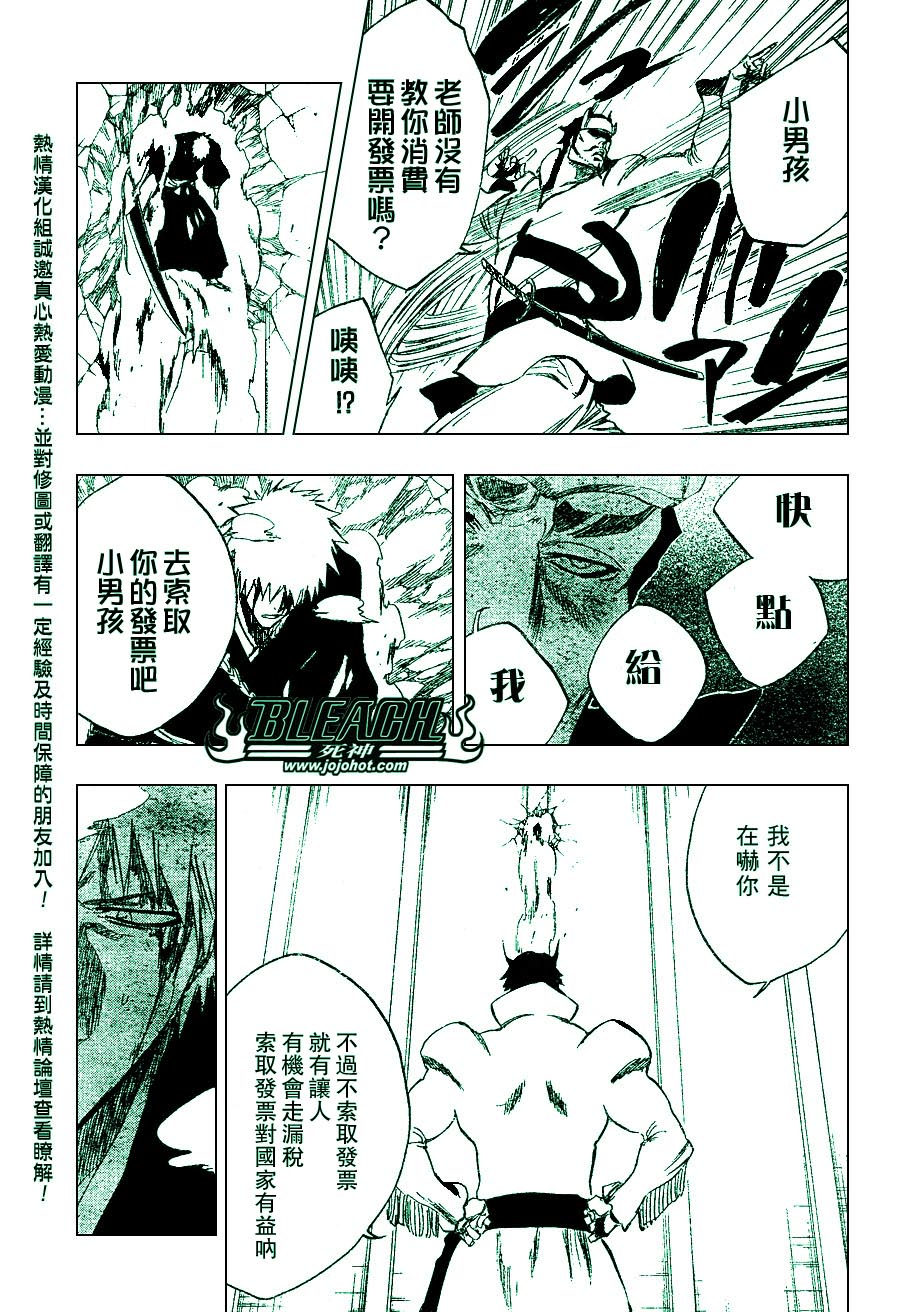 小男孩
老師沒有
教你消費
要開發票嗎？
咦咦!?
快
點
給
我
去索取
你的發票吧
小男孩
我不是
在嚇你
不過不索取發票
就有讓人
有機會走漏稅
索取發票對國家有益吶
BLEACH
死神
www.jojohot.com
熱情漢化組誠邀真心熱愛動漫…並對修圖或翻譯有一定經驗及時間保障的朋友加入！ 詳情請到熱情論壇查看瞭解！